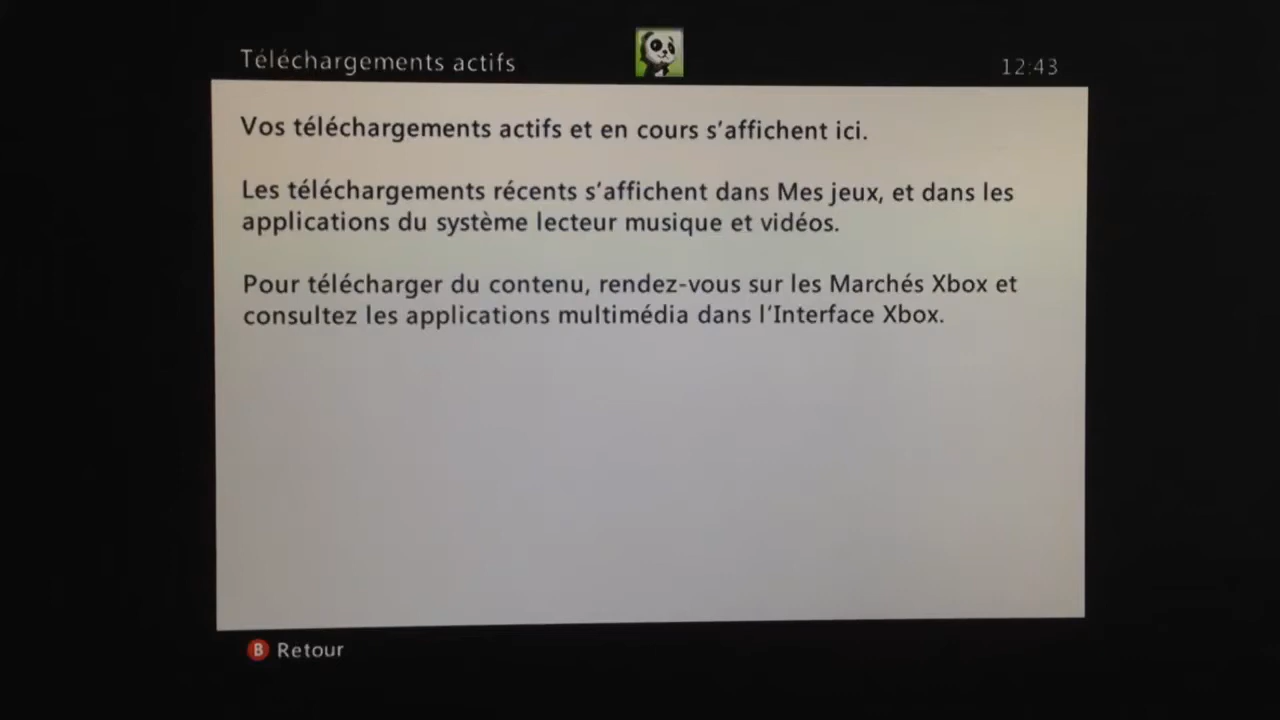 Téléchargements actifs
12:43
Vos téléchargements actifs et en cours s’affichent ici.
Les téléchargements récents s’affichent dans Mes jeux, et dans les
applications du système lecteur musique et vidéos.
Pour télécharger du contenu, rendez-vous sur les Marchés Xbox et
consultez les applications multimédia dans l’Interface Xbox.
B Retour